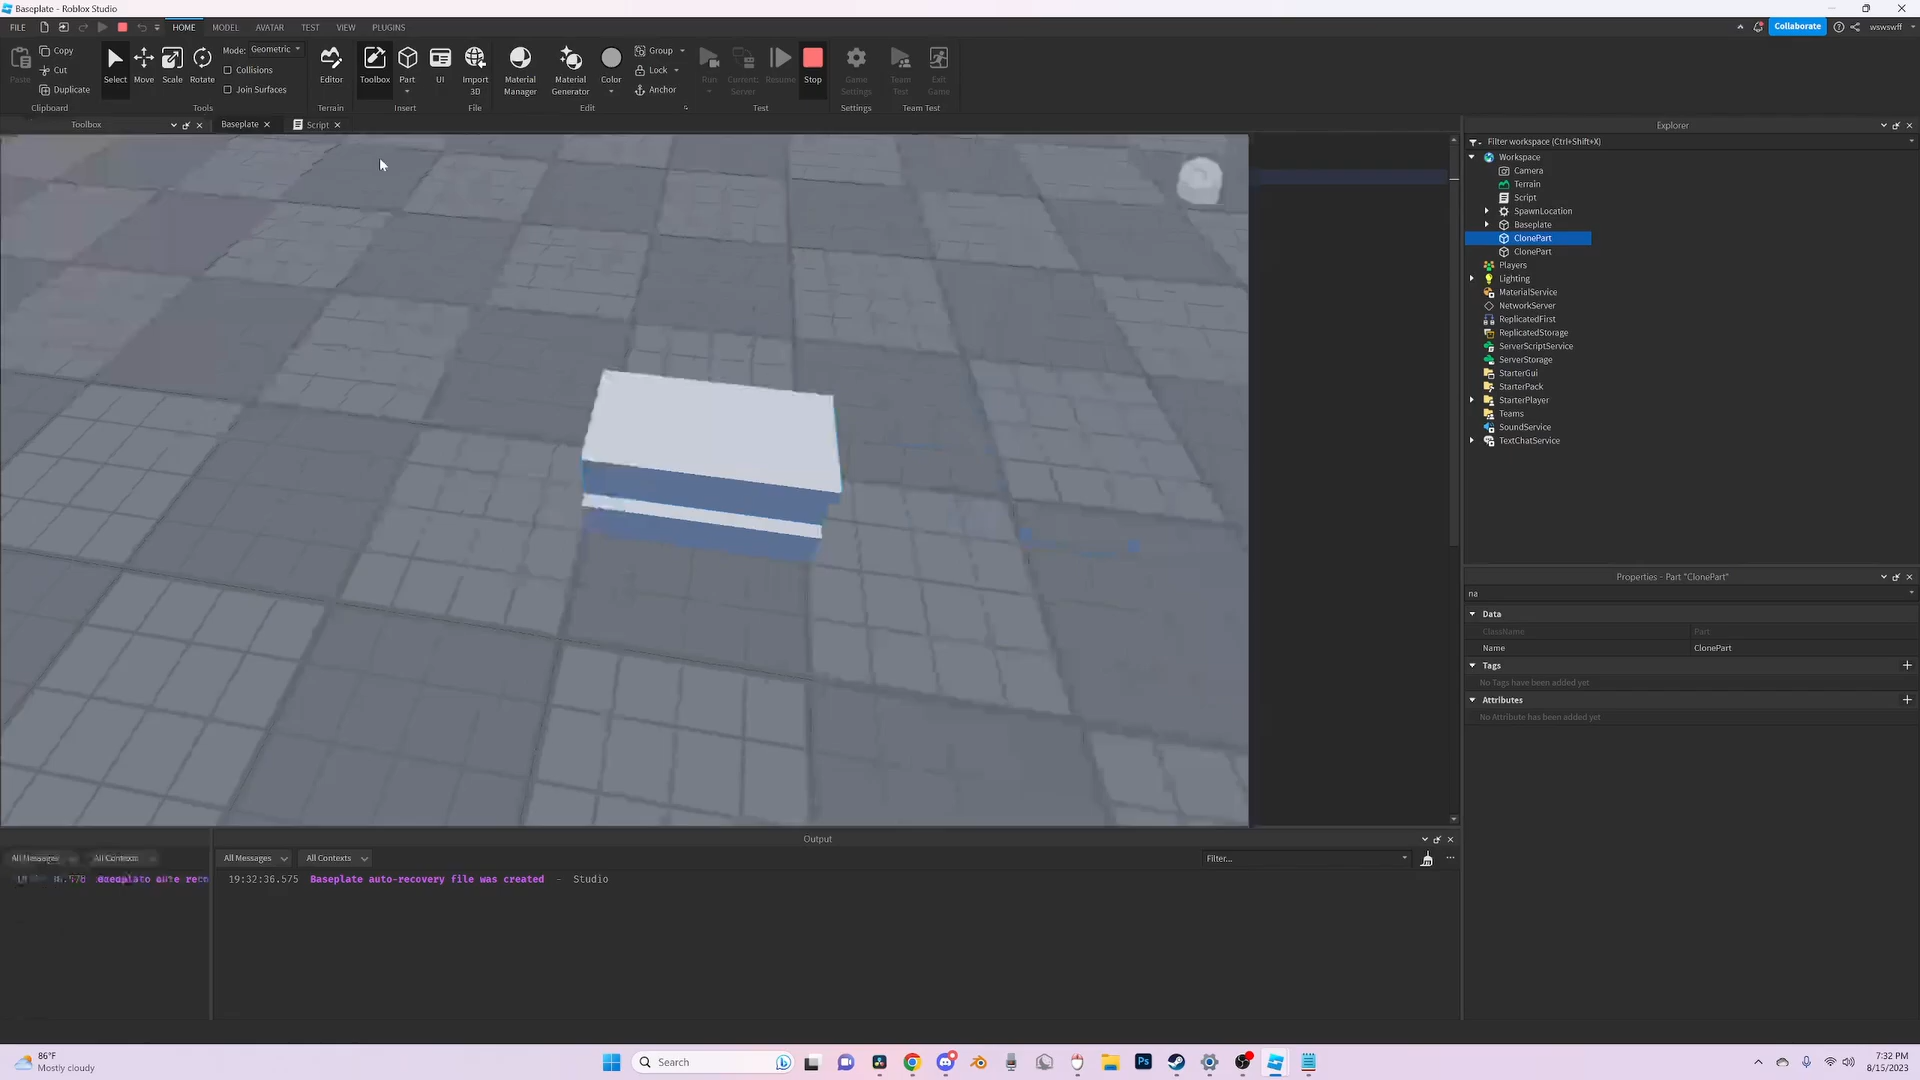 Baseplate - Roblox Studio
FILE HOME MODEL AVATAR TEST VIEW PLUGINS Collaborate wswswff
Paste Copy Cut Duplicate Clipboard
Select Move Scale Rotate Mode: Geometric Collisions Join Surfaces Tools
Editor Terrain
Toolbox Part UI Insert
Import 3D File
Material Manager Material Generator Color Group Lock Anchor Edit
Run Current: Server Resume Stop Test
Game Settings Settings
Team Test Exit Game Team Test
Toolbox Baseplate Script Explorer
Filter workspace (Ctrl+Shift+X)
Workspace
Camera
Terrain
Script
SpawnLocation
Baseplate
ClonePart
ClonePart
Players
Lighting
MaterialService
NetworkServer
ReplicatedFirst
ReplicatedStorage
ServerScriptService
ServerStorage
StarterGui
StarterPack
StarterPlayer
Teams
SoundService
TextChatService
Properties - Part "ClonePart"
na
Data
ClassName Part
Name ClonePart
Tags
No Tags have been added yet
Attributes
No Attribute has been added yet
Output
All Messages All Contexts All Messages All Contexts Filter...
19:32:36.575 Baseplate auto-recovery file was created - Studio
86°F
Mostly cloudy
Search
7:32 PM
8/15/2023